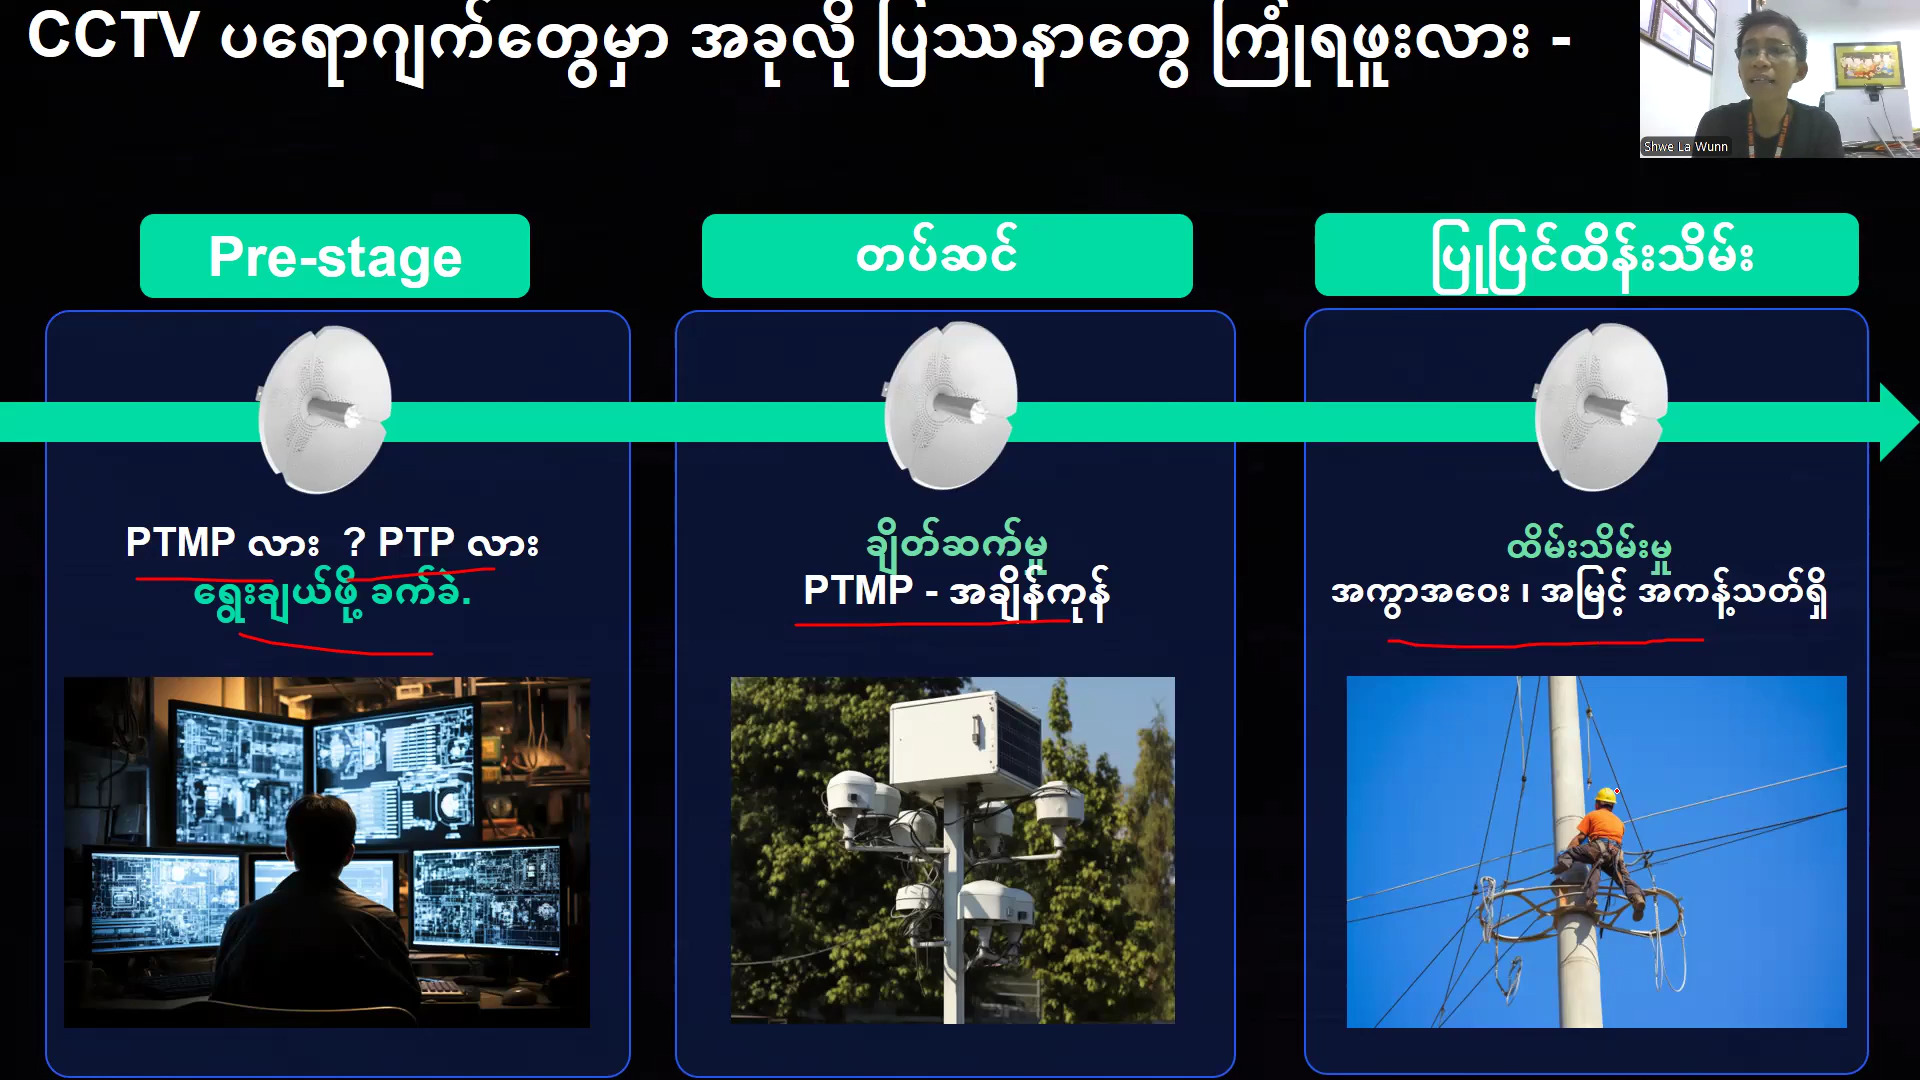 CCTV ပရောဂျက်တွေမှာ အခုလို ပြဿနာတွေ ကြုံရဖူးလား -
Shwe La Wunn
Pre-stage
တပ်ဆင်
ပြုပြင်ထိန်းသိမ်း
PTMP လား ? PTP လား
ရွေးချယ်ဖို့ ခက်ခဲ.
ချိတ်ဆက်မှု
PTMP - အချိန်ကုန်
ထိမ်းသိမ်းမှု
အကွာအဝေး ၊ အမြင့် အကန့်သတ်ရှိ